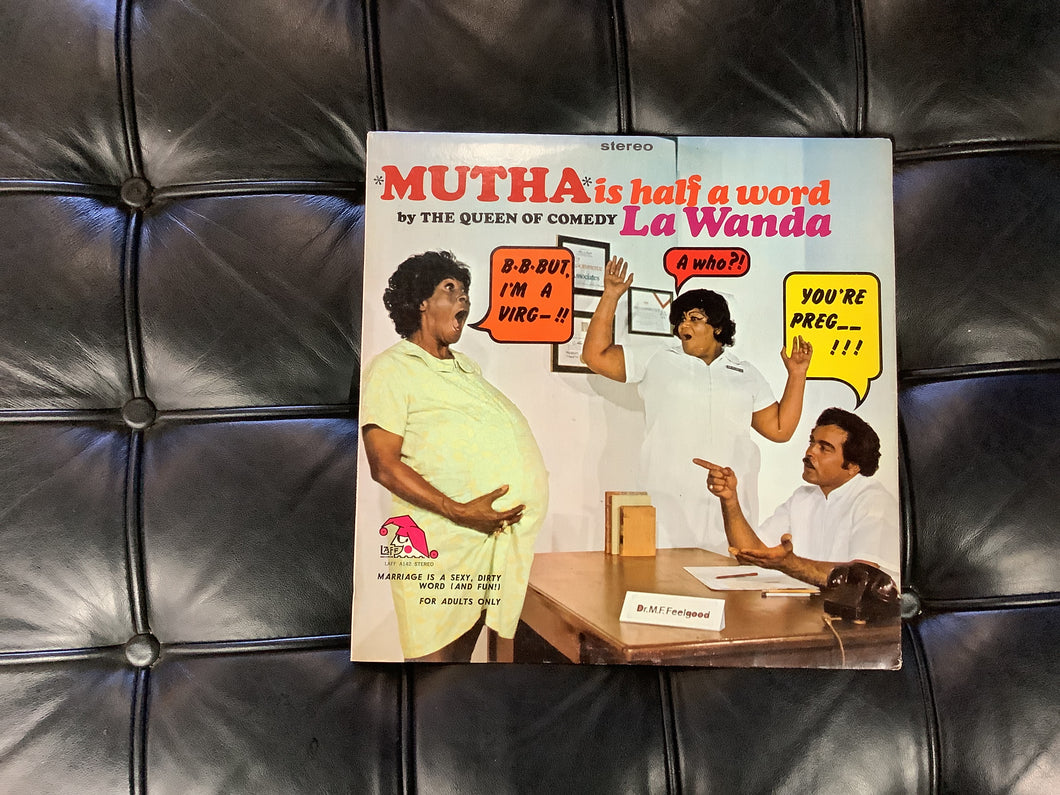 stereo
*MUTHA* is half a word
by THE QUEEN OF COMEDY La Wanda
B-B-BUT,
I'M A
VIRG-!!
A who?!
YOU'RE
PREG__
!!!
LAFF
LAFF A142 STEREO
MARRIAGE IS A SEXY, DIRTY
WORD (AND FUN!)
FOR ADULTS ONLY
Dr. M.F. Feelgood